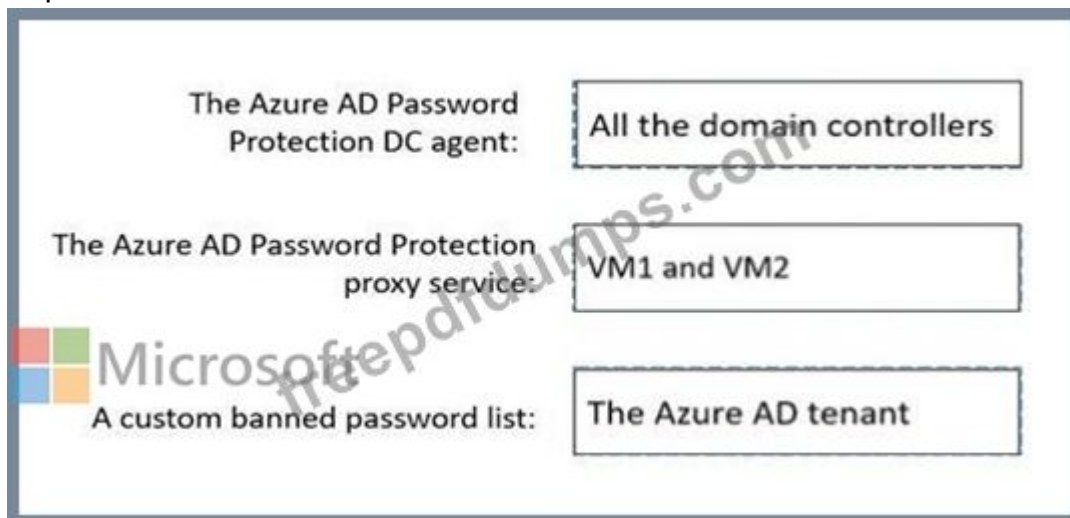 The Azure AD Password
Protection DC agent:
All the domain controllers
The Azure AD Password Protection
proxy service:
VM1 and VM2
Microsoft
A custom banned password list:
The Azure AD tenant
freepdfdumps.com